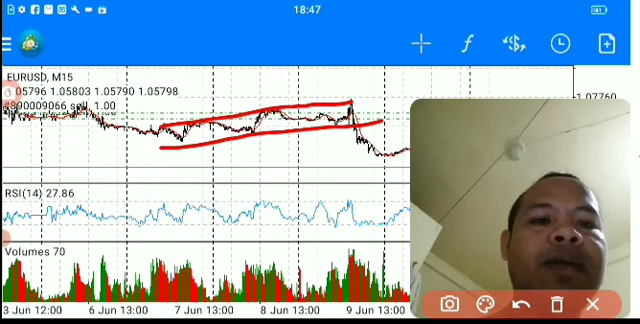 18:47
EURUSD, M15
05796 1.05803 1.05790 1.05798
1.07760
4890009066 sell 1.00
RSI(14) 27.86
Volumes 70
3 Jun 12:00 6 Jun 13:00 7 Jun 13:00 8 Jun 13:00 9 Jun 13:00